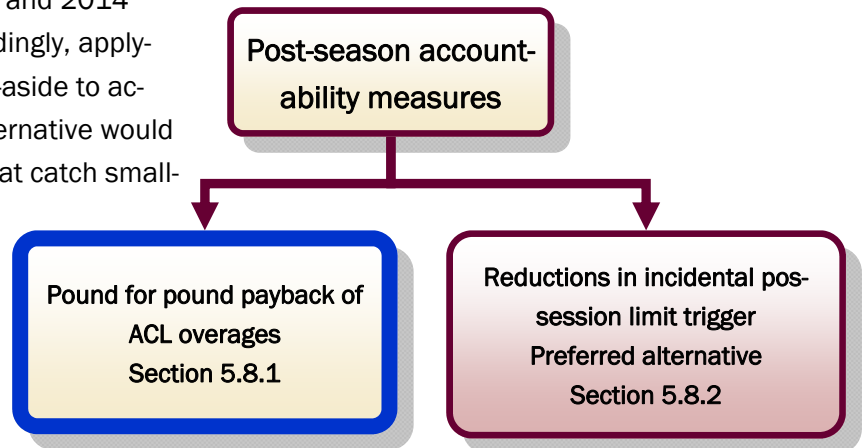 and 2014
dingly, apply-
-aside to ac-
ernative would
at catch small-
Post-season account-
ability measures
Pound for pound payback of
ACL overages
Section 5.8.1
Reductions in incidental pos-
session limit trigger
Preferred alternative
Section 5.8.2